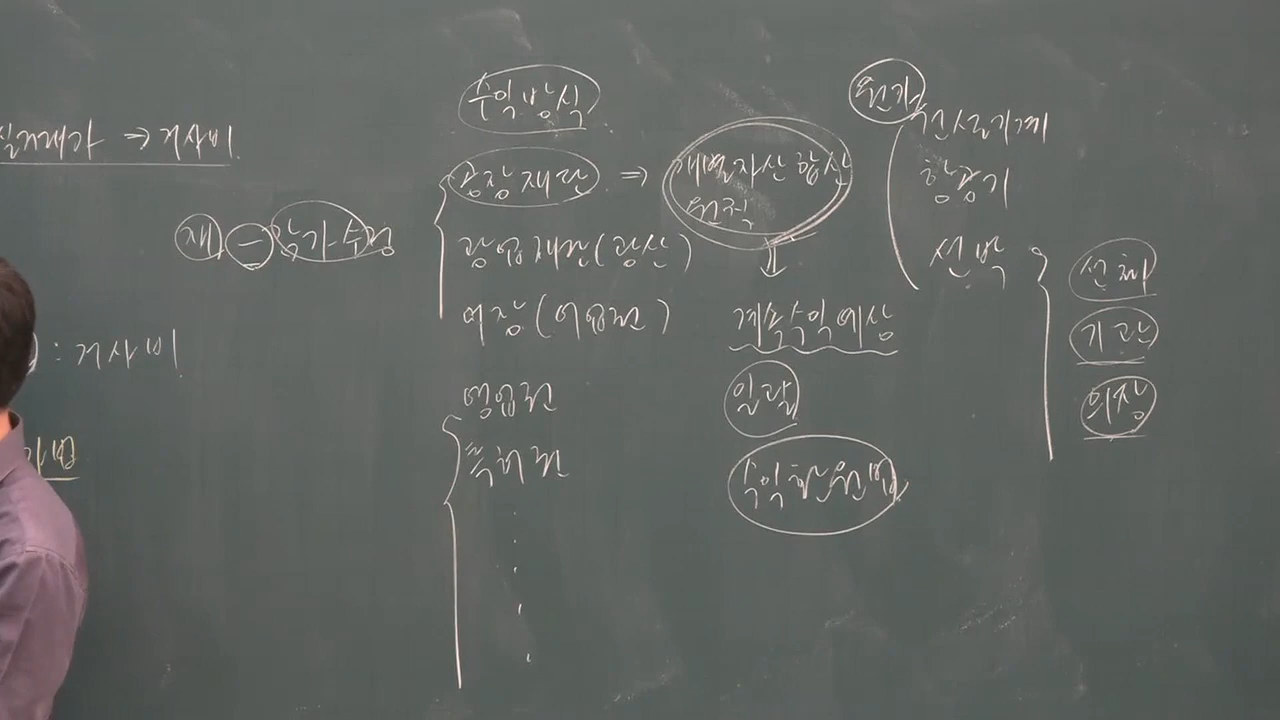 실거래가 ⇒ 거사비
재 - 감가수정
: 거사비
수익방식
공장재단 ⇒ 개별자산 합산 원칙
광업재단(광산)
어장(어업권)
영업권
특허권
계속수익예상
일괄
수익환원법
원가
건설기계
항공기
선박
선체
기관
의장